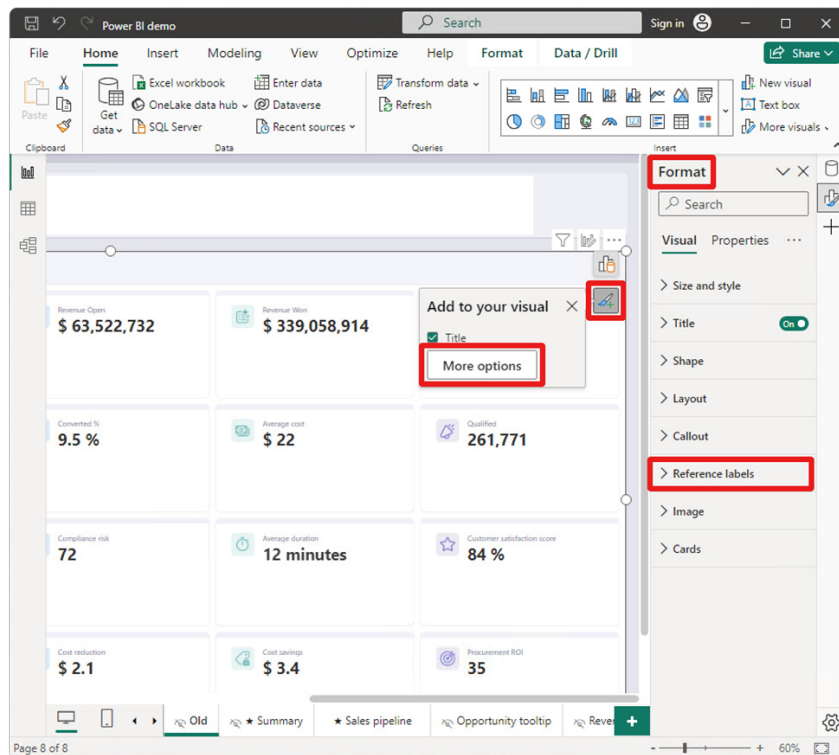 Power BI demo
Search
Sign in
File
Home
Insert
Modeling
View
Optimize
Help
Format
Data / Drill
Share
Paste
Get data
Excel workbook
OneLake data hub
SQL Server
Enter data
Dataverse
Recent sources
Transform data
Refresh
New visual
Text box
More visuals
Clipboard
Data
Queries
Insert
Format
Search
Visual
Properties
Size and style
Title
On
Shape
Layout
Callout
Reference labels
Image
Cards
Add to your visual
Title
More options
Revenue Open
$ 63,522,732
Revenue Won
$ 339,058,914
Converted %
9.5 %
Average cost
$ 22
Qualified
261,771
Compliance risk
72
Average duration
12 minutes
Customer satisfaction score
84 %
Cost reduction
$ 2.1
Cost savings
$ 3.4
Procurement ROI
35
Old
Summary
Sales pipeline
Opportunity tooltip
Rever
Page 8 of 8
60%